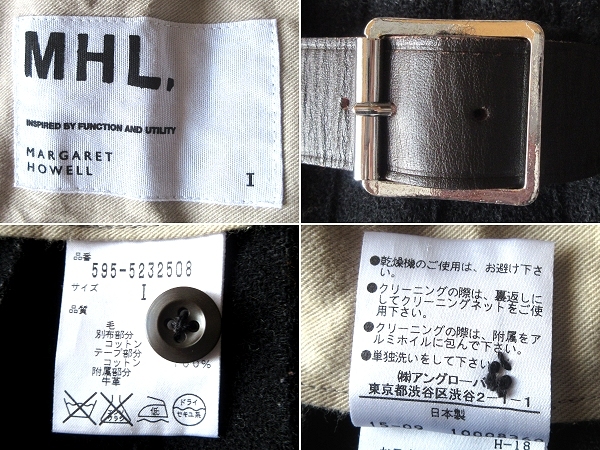 MHL.
INSPIRED BY FUNCTION AND UTILITY
MARGARET
HOWELL
I
品番
595-5232508
サイズ
I
品質
毛
別布部分
コットン
テープ部分
コットン
100%
附属部分
牛革
エンソ サラシ
低
ドライ
セキユ系
●乾燥機のご使用は、お避け下さ
い。
●クリーニングの際は、裏返しに
してクリーニングネットをご使
用下さい。
●クリーニングの際は、附属をア
ルミホイルに包んで下さい。
●単独洗いをして下さい
㈱アングローバ
東京都渋谷区渋谷2-1-1
日本製
15-09
H-18